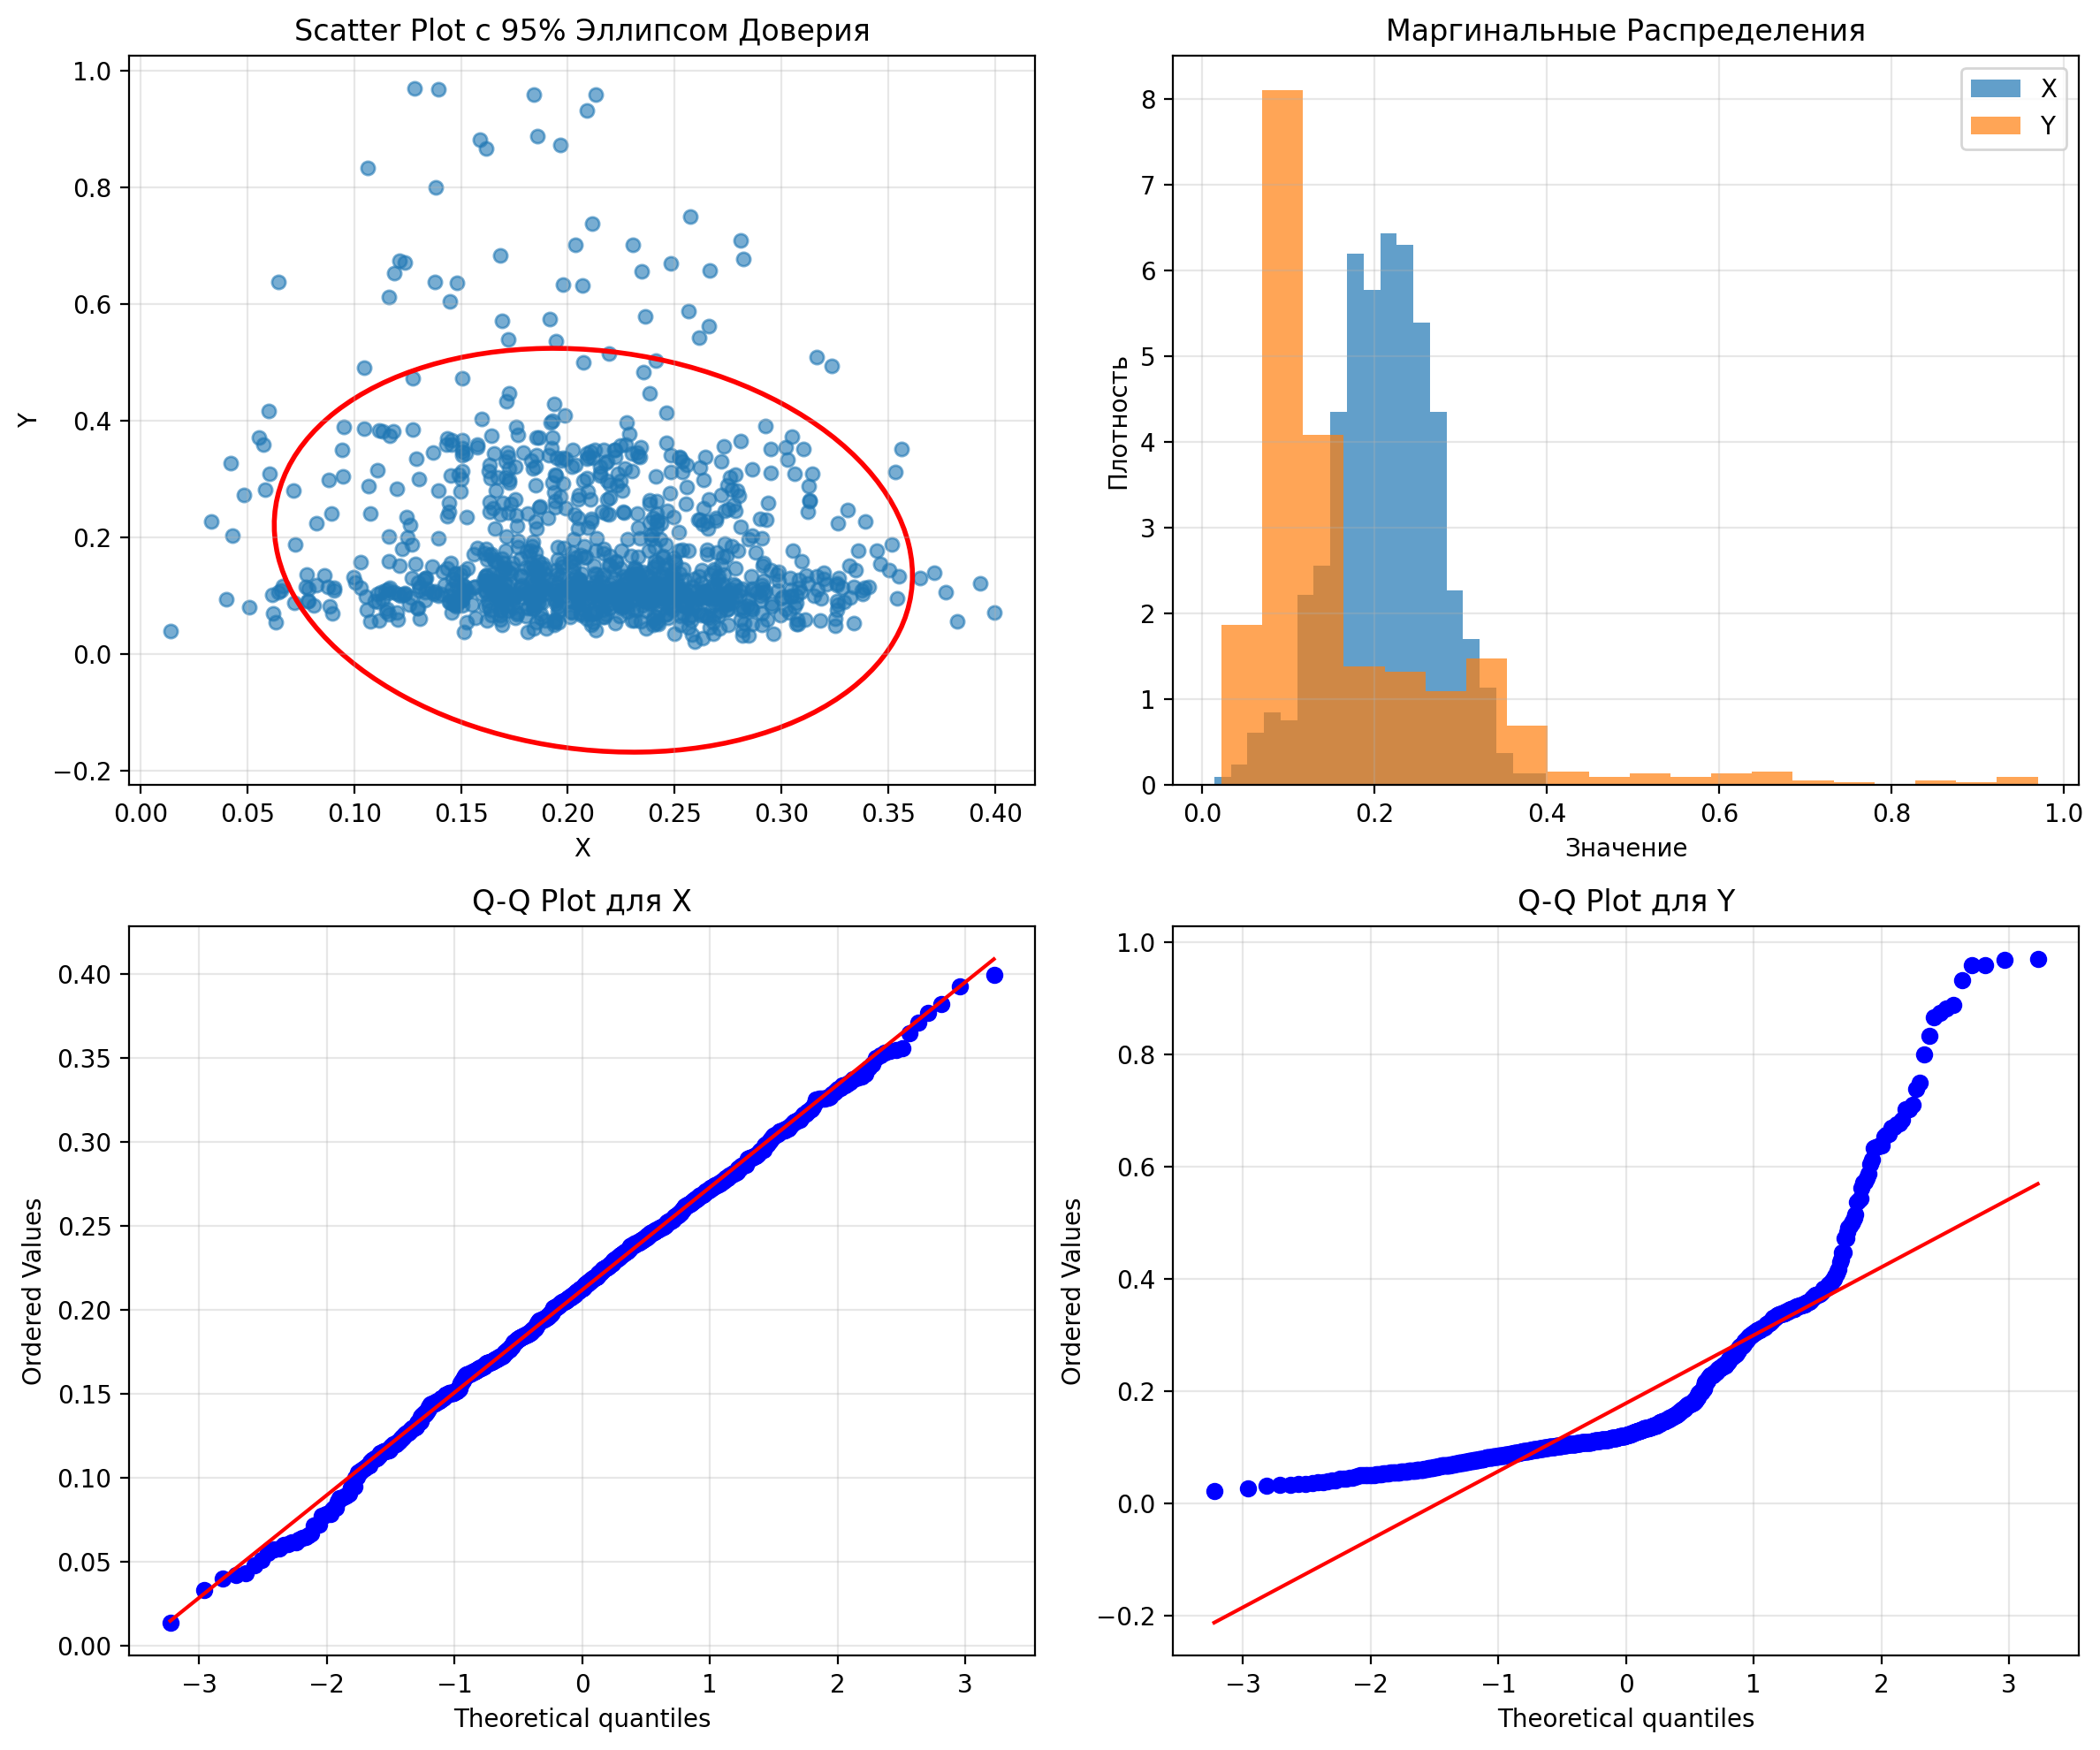 Scatter Plot с 95% Эллипсом Доверия
1.0
0.8
0.6
0.4
0.2
0.0
−0.2
Y
0.00 0.05 0.10 0.15 0.20 0.25 0.30 0.35 0.40
X
Маргинальные Распределения
X
Y
8
7
6
5
4
3
2
1
0
Плотность
0.0 0.2 0.4 0.6 0.8 1.0
Значение
Q-Q Plot для X
0.40
0.35
0.30
0.25
0.20
0.15
0.10
0.05
0.00
Ordered Values
−3 −2 −1 0 1 2 3
Theoretical quantiles
Q-Q Plot для Y
1.0
0.8
0.6
0.4
0.2
0.0
−0.2
Ordered Values
−3 −2 −1 0 1 2 3
Theoretical quantiles